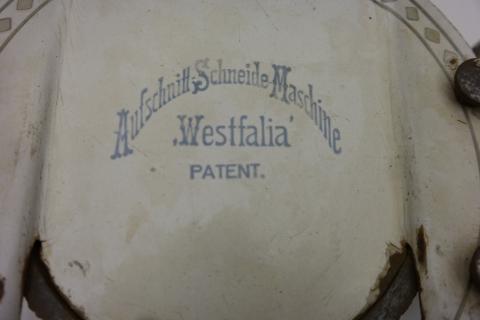 Aufschnitt-Schneide-Maschine
‚Westfalia‘
PATENT.